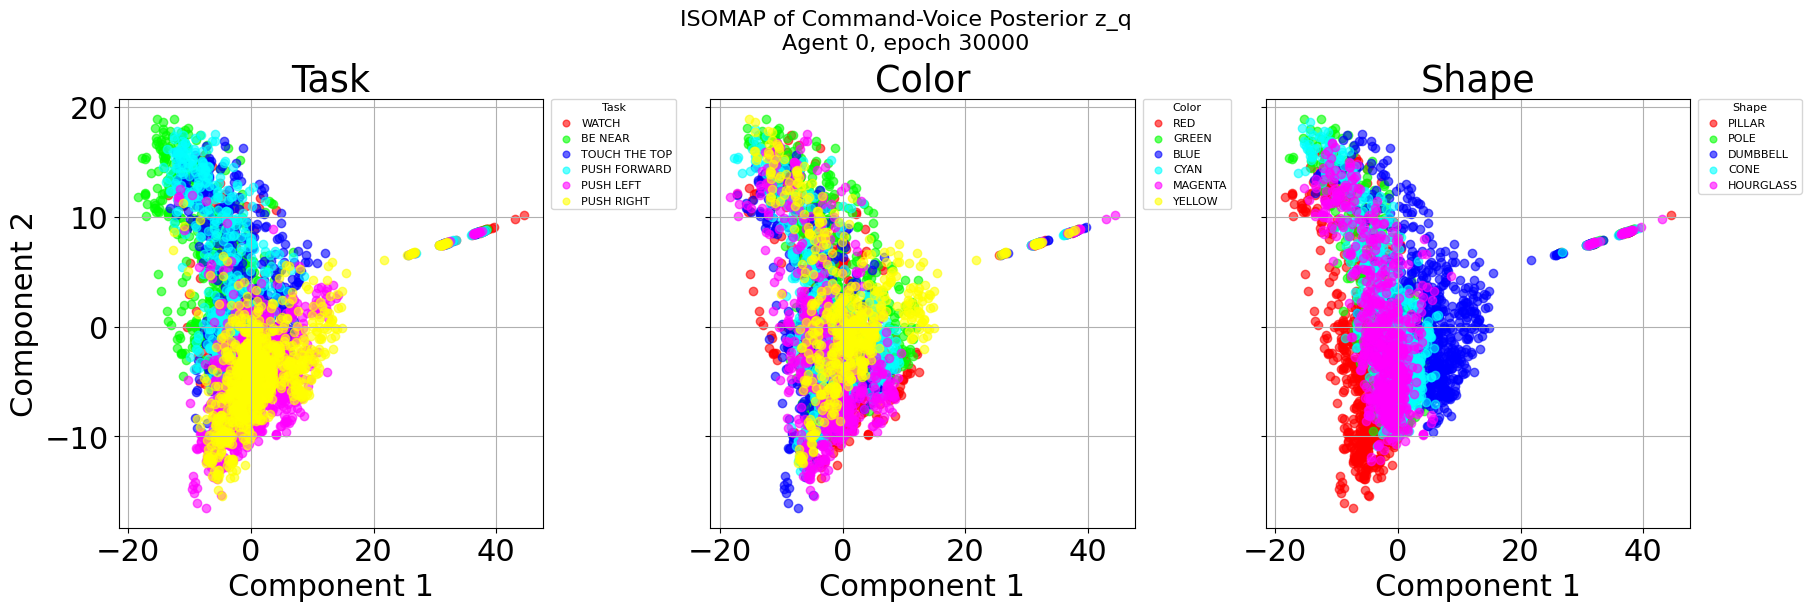 ISOMAP of Command-Voice Posterior z_q
Agent 0, epoch 30000
Task
Color
Shape
Component 2
20
10
0
−10
−20
0
20
40
Component 1
Task
WATCH
BE NEAR
TOUCH THE TOP
PUSH FORWARD
PUSH LEFT
PUSH RIGHT
−20
0
20
40
Component 1
Color
RED
GREEN
BLUE
CYAN
MAGENTA
YELLOW
−20
0
20
40
Component 1
Shape
PILLAR
POLE
DUMBBELL
CONE
HOURGLASS